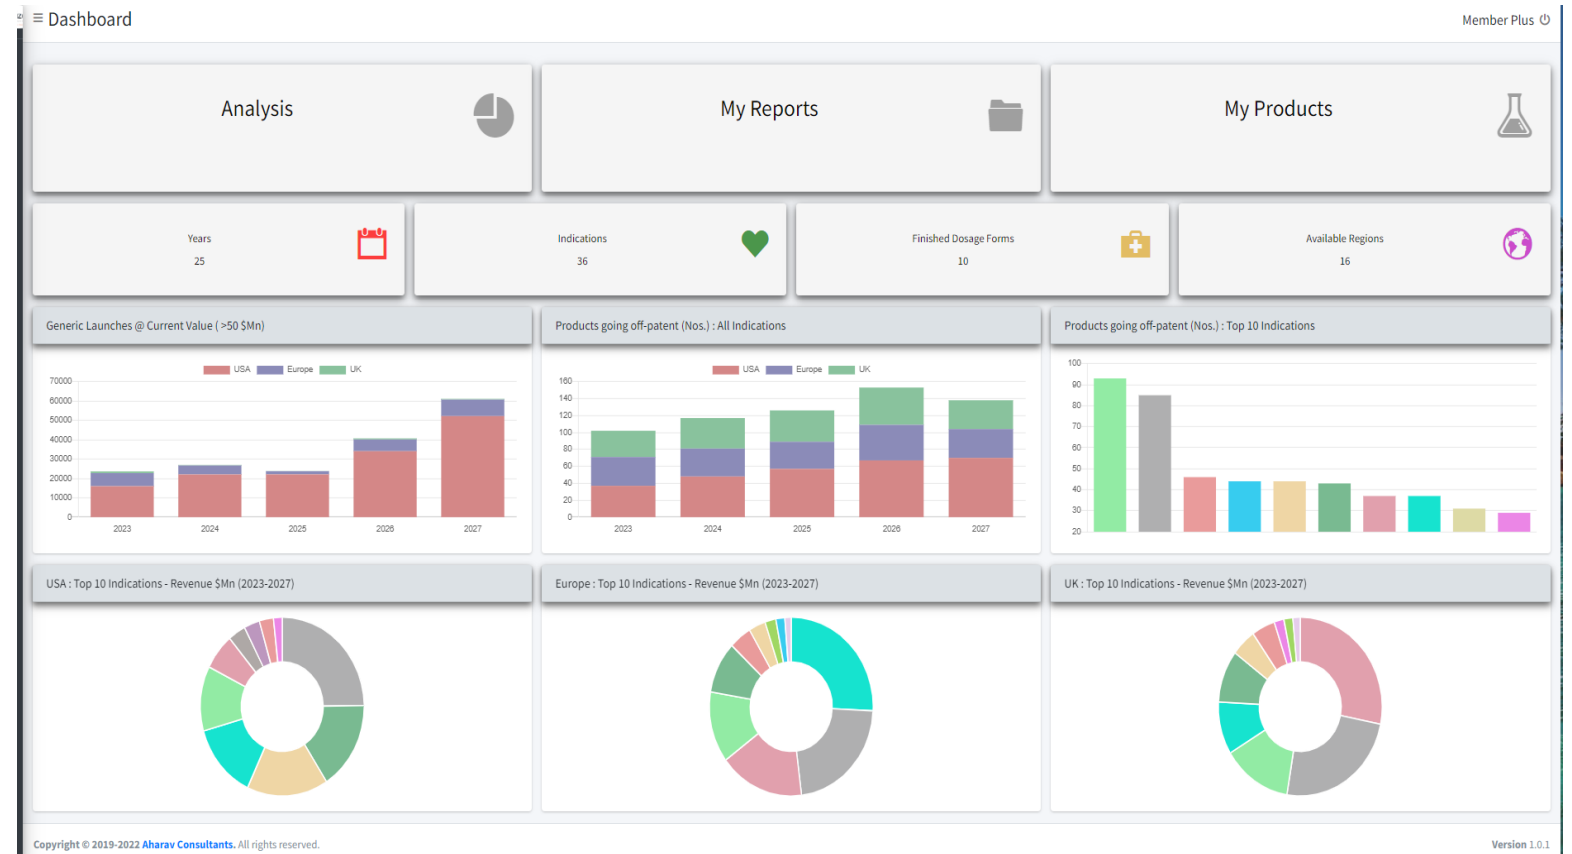 ≡ Dashboard
Member Plus
Analysis
My Reports
My Products
Years
25
Indications
36
Finished Dosage Forms
10
Available Regions
16
Generic Launches @ Current Value ( >50 $Mn)
USA Europe UK
70000
60000
50000
40000
30000
20000
10000
0
2023 2024 2025 2026 2027
Products going off-patent (Nos.) : All Indications
USA Europe UK
160
140
120
100
80
60
40
20
0
2023 2024 2025 2026 2027
Products going off-patent (Nos.) : Top 10 Indications
100
90
80
70
60
50
40
30
20
USA : Top 10 Indications - Revenue $Mn (2023-2027)
Europe : Top 10 Indications - Revenue $Mn (2023-2027)
UK : Top 10 Indications - Revenue $Mn (2023-2027)
Copyright © 2019-2022 Aharav Consultants. All rights reserved.
Version 1.0.1